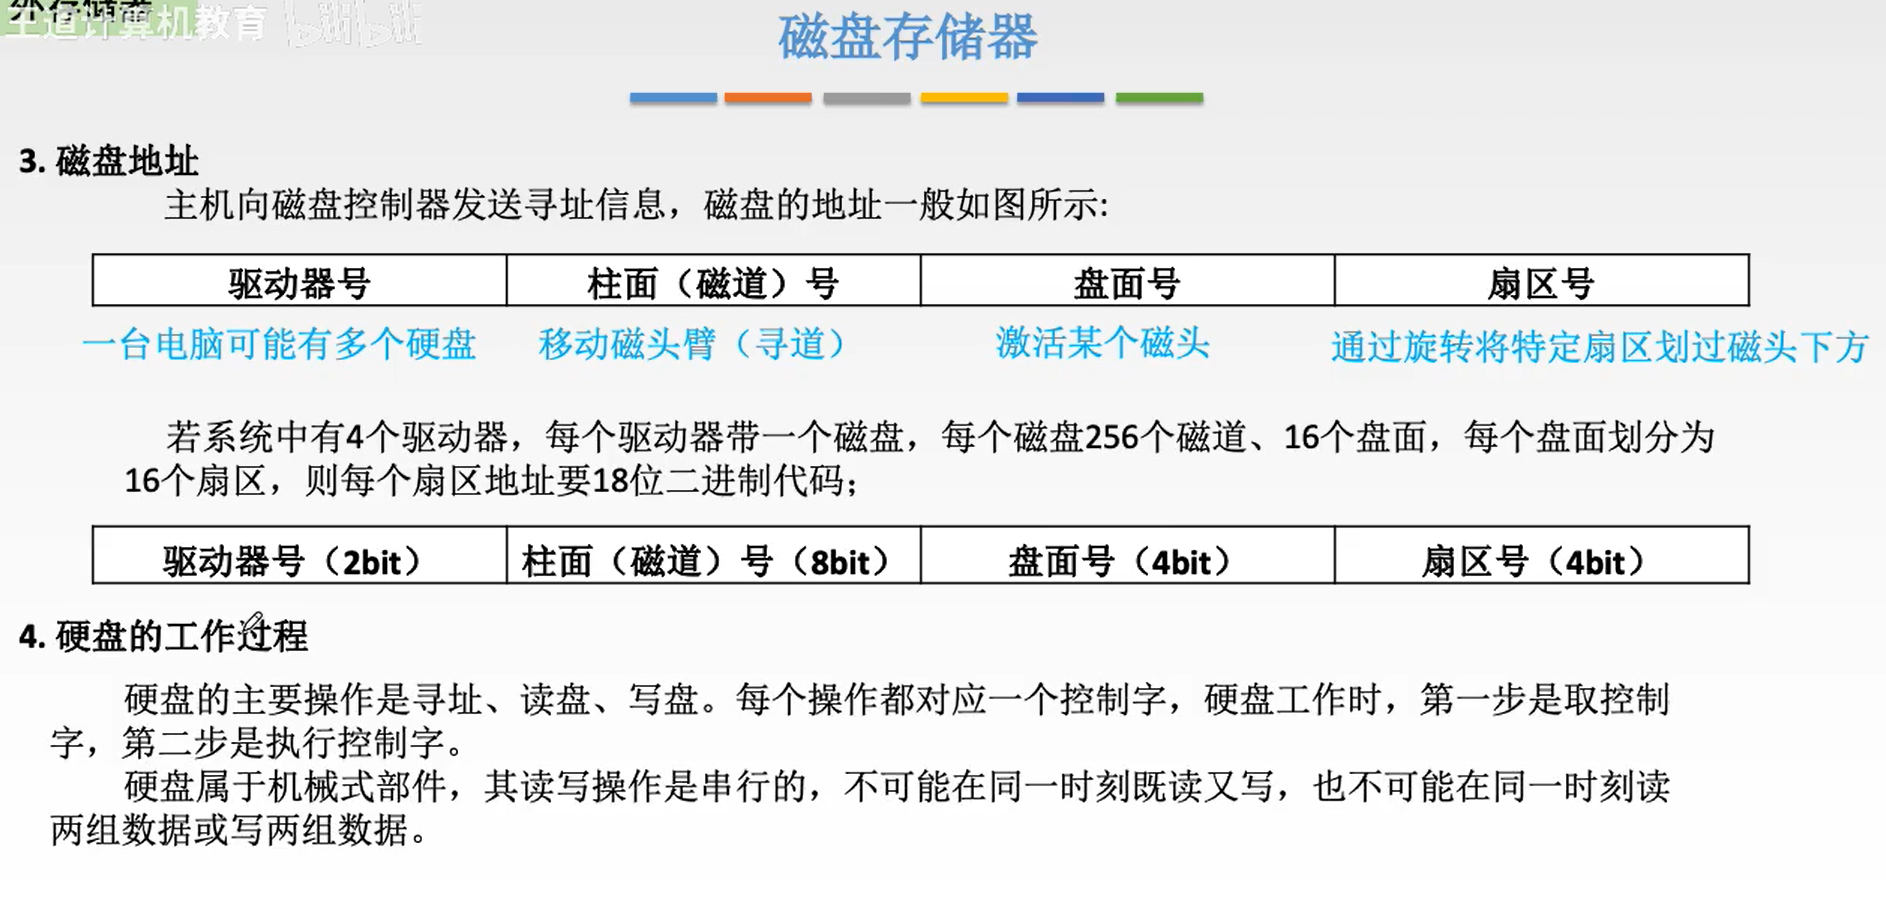 外存储器
王道计算机教育 bilibili
磁盘存储器
3. 磁盘地址
主机向磁盘控制器发送寻址信息，磁盘的地址一般如图所示:
驱动器号 柱面（磁道）号 盘面号 扇区号
一台电脑可能有多个硬盘 移动磁头臂（寻道） 激活某个磁头 通过旋转将特定扇区划过磁头下方
若系统中有4个驱动器，每个驱动器带一个磁盘，每个磁盘256个磁道、16个盘面，每个盘面划分为
16个扇区，则每个扇区地址要18位二进制代码；
驱动器号（2bit） 柱面（磁道）号（8bit） 盘面号（4bit） 扇区号（4bit）
4. 硬盘的工作过程
硬盘的主要操作是寻址、读盘、写盘。每个操作都对应一个控制字，硬盘工作时，第一步是取控制
字，第二步是执行控制字。
硬盘属于机械式部件，其读写操作是串行的，不可能在同一时刻既读又写，也不可能在同一时刻读
两组数据或写两组数据。